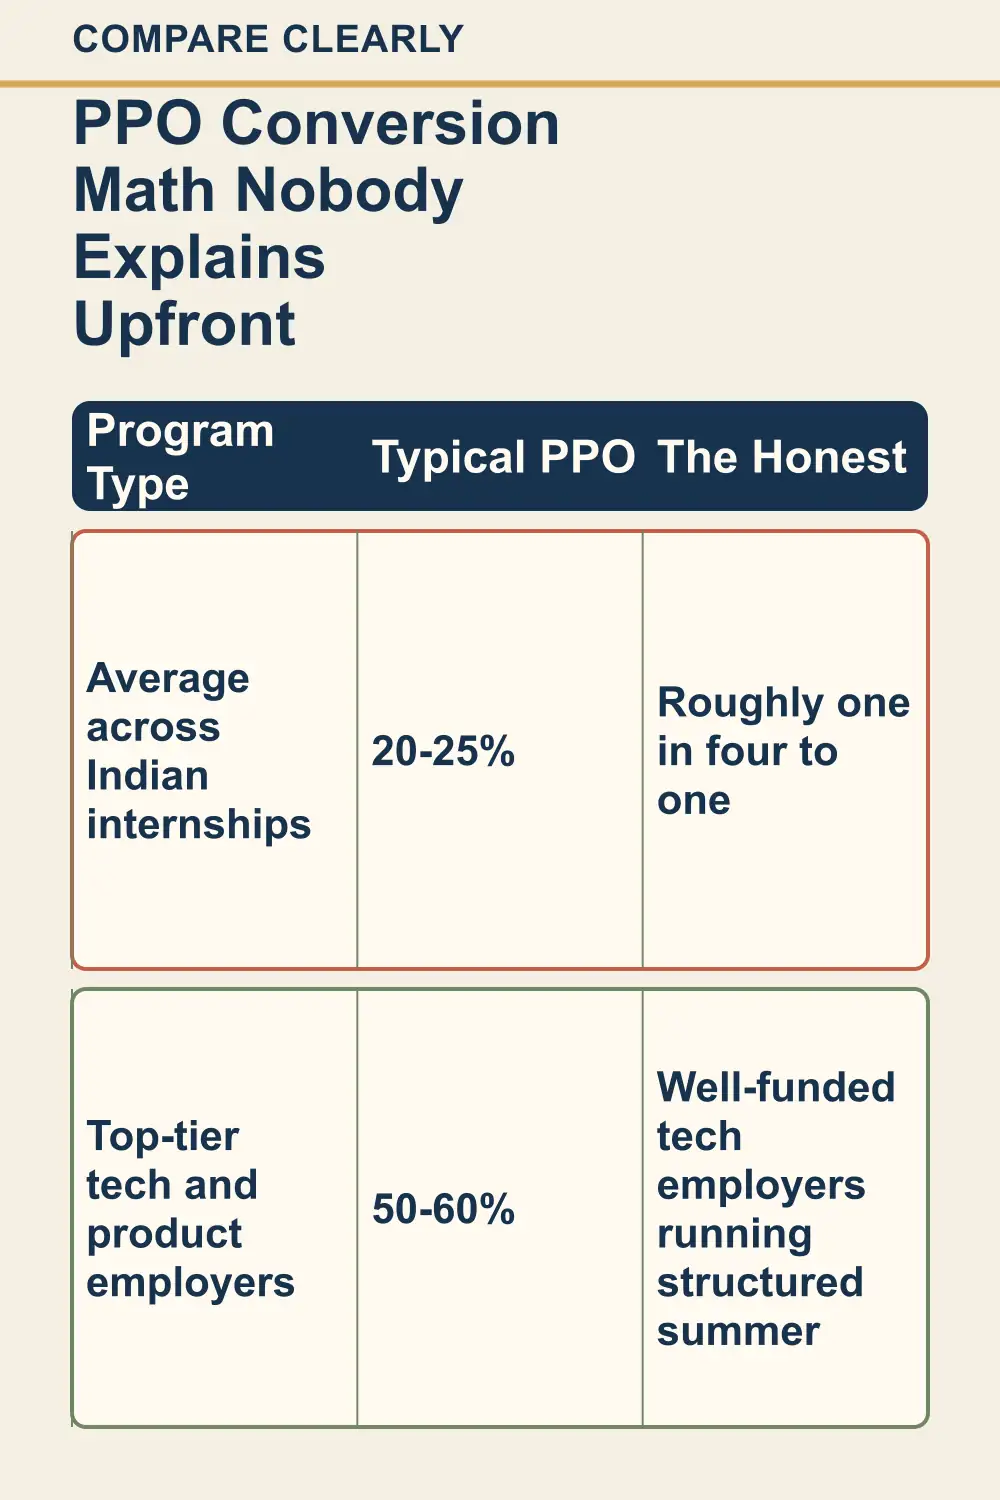 COMPARE CLEARLY
PPO Conversion
Math Nobody
Explains
Upfront
Program
Type
Typical PPO
The Honest
Average
across
Indian
internships
20-25%
Roughly one
in four to
one
Top-tier
tech and
product
employers
50-60%
Well-funded
tech
employers
running
structured
summer